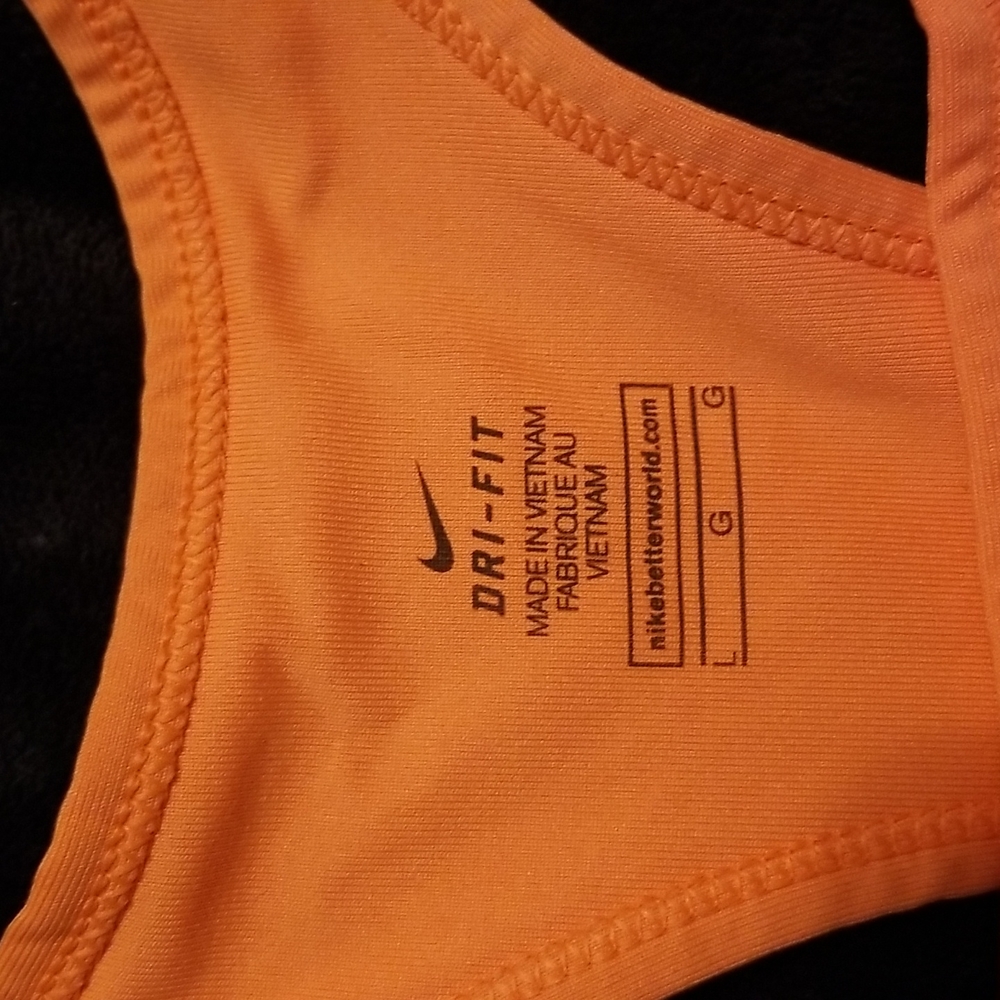 DRI-FIT
MADE IN VIETNAM
FABRIQUE AU
VIETNAM
nikebetterworld.com
L G G